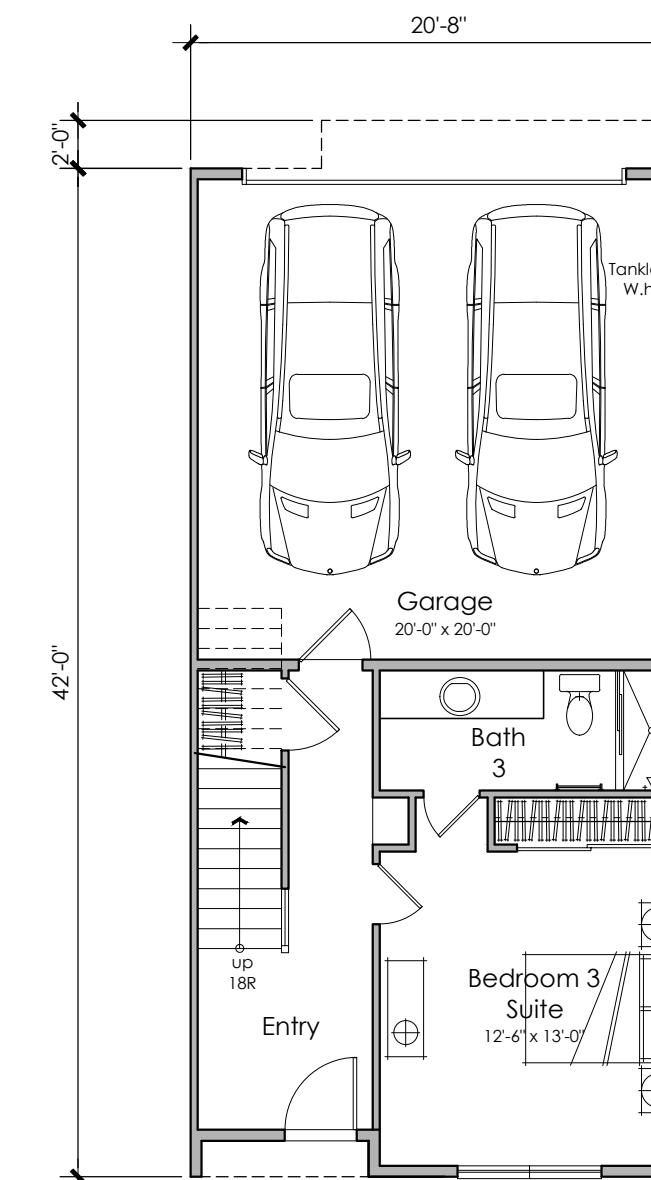 20'-8"
2'-0"
W.h
Garage
20'-0" x 20'-0"
42'-0"
Bath
3
up
18R
Bedroom 3
Suite
12'-6" x 13'-0"
Entry